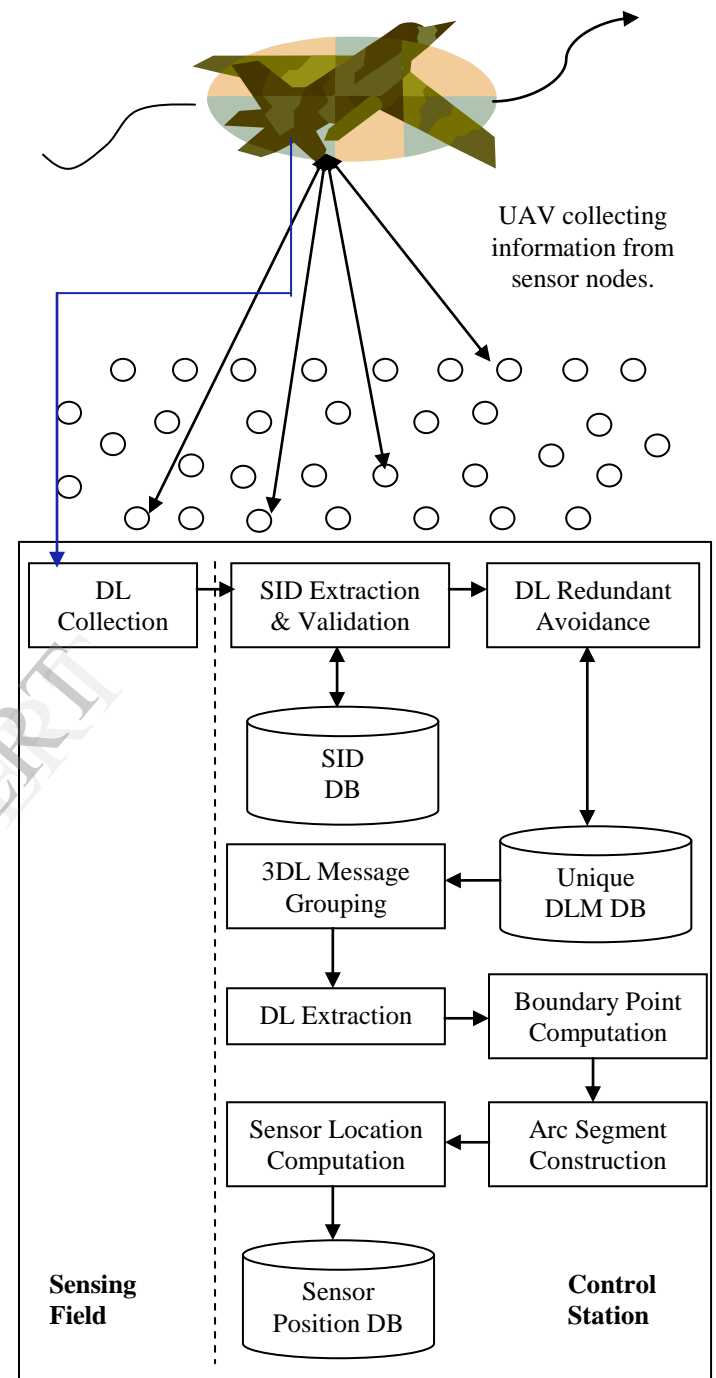 UAV collecting
information from
sensor nodes.
DL
Collection
SID Extraction
& Validation
DL Redundant
Avoidance
SID
DB
3DL Message
Grouping
Unique
DLM DB
DL Extraction
Boundary Point
Computation
Sensor Location
Computation
Arc Segment
Construction
Sensor
Position DB
Sensing
Field
Control
Station
ERT